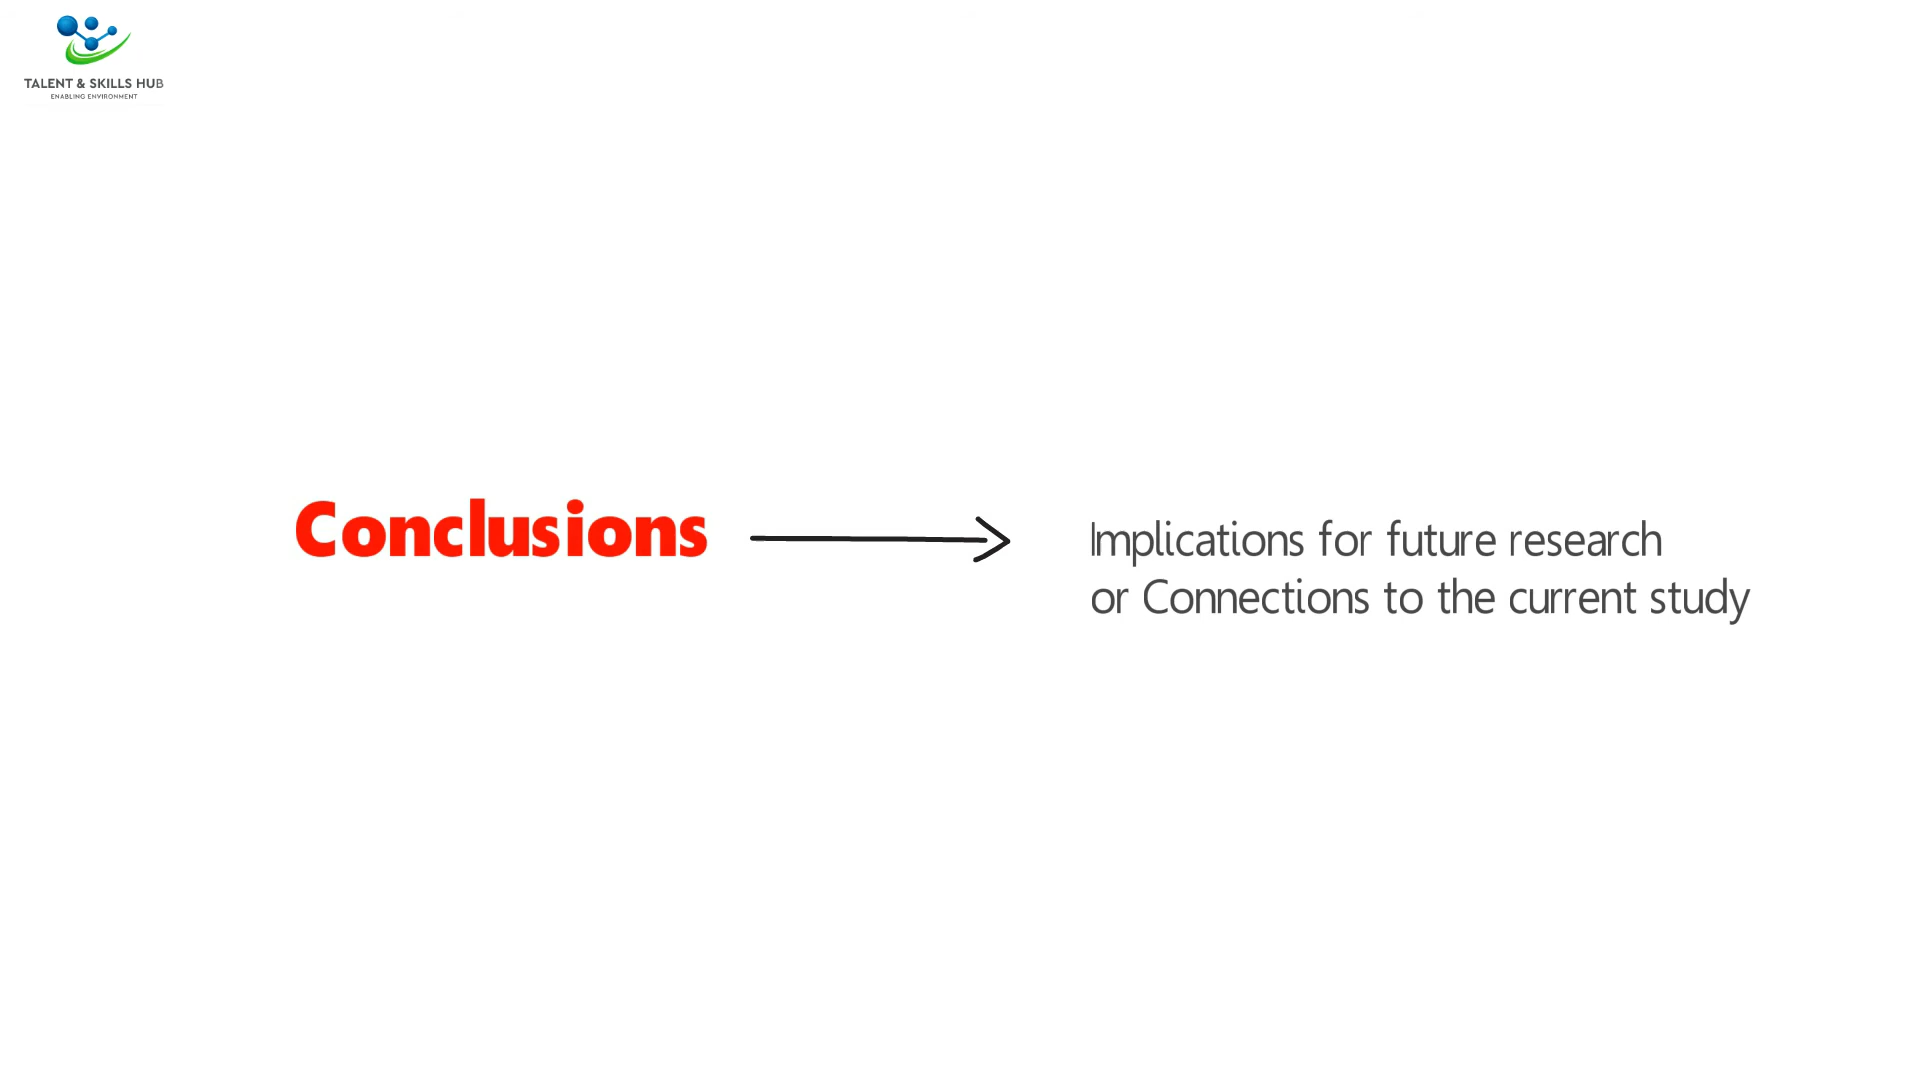 TALENT & SKILLS HUB
ENABLING ENVIRONMENT
Conclusions
Implications for future research
or Connections to the current study